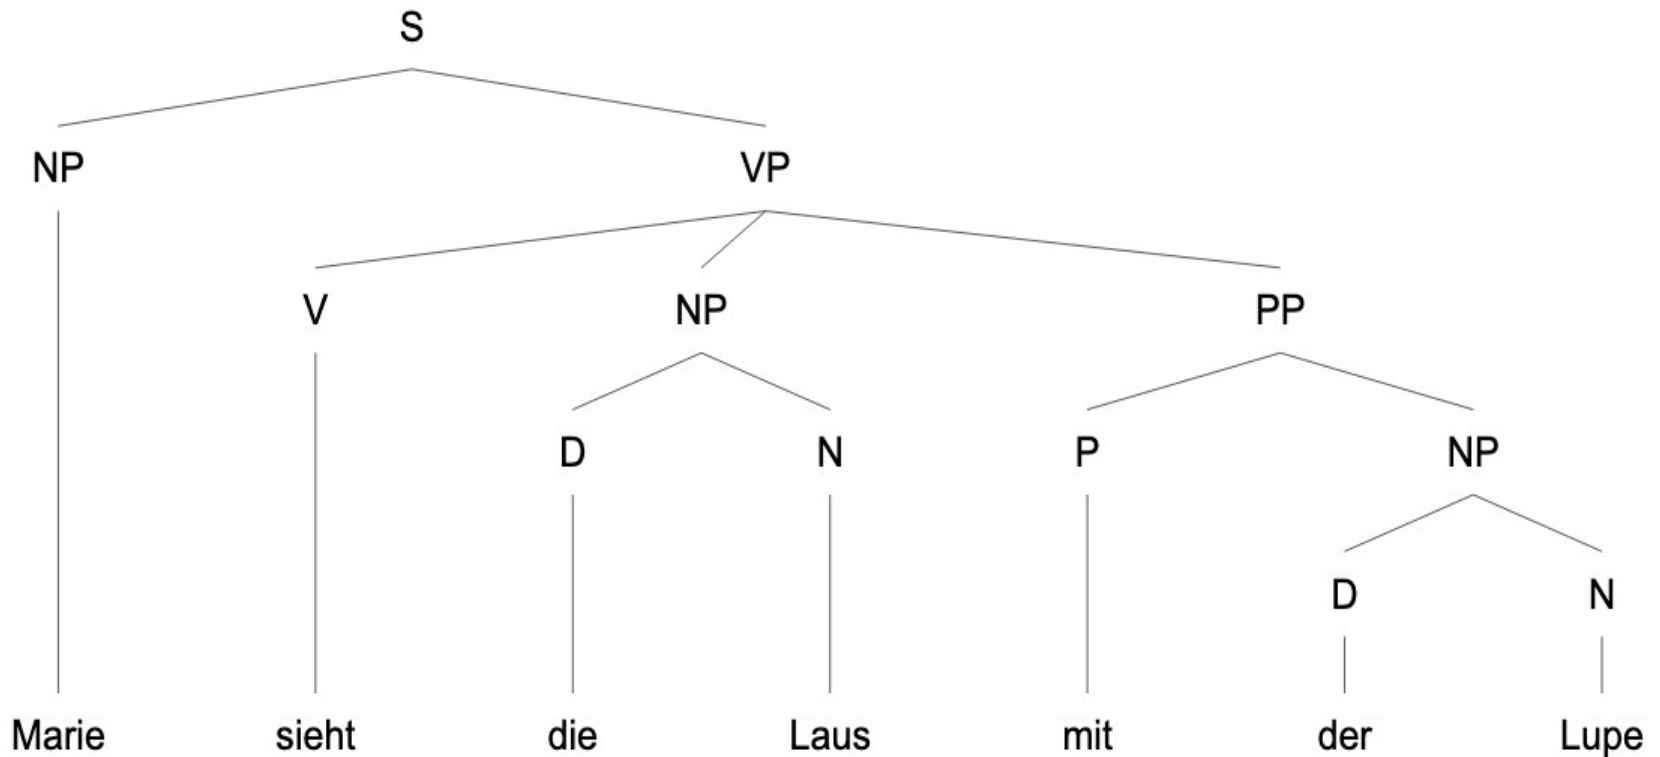 S
NP VP
V NP PP
D N P NP
D N
Marie sieht die Laus mit der Lupe